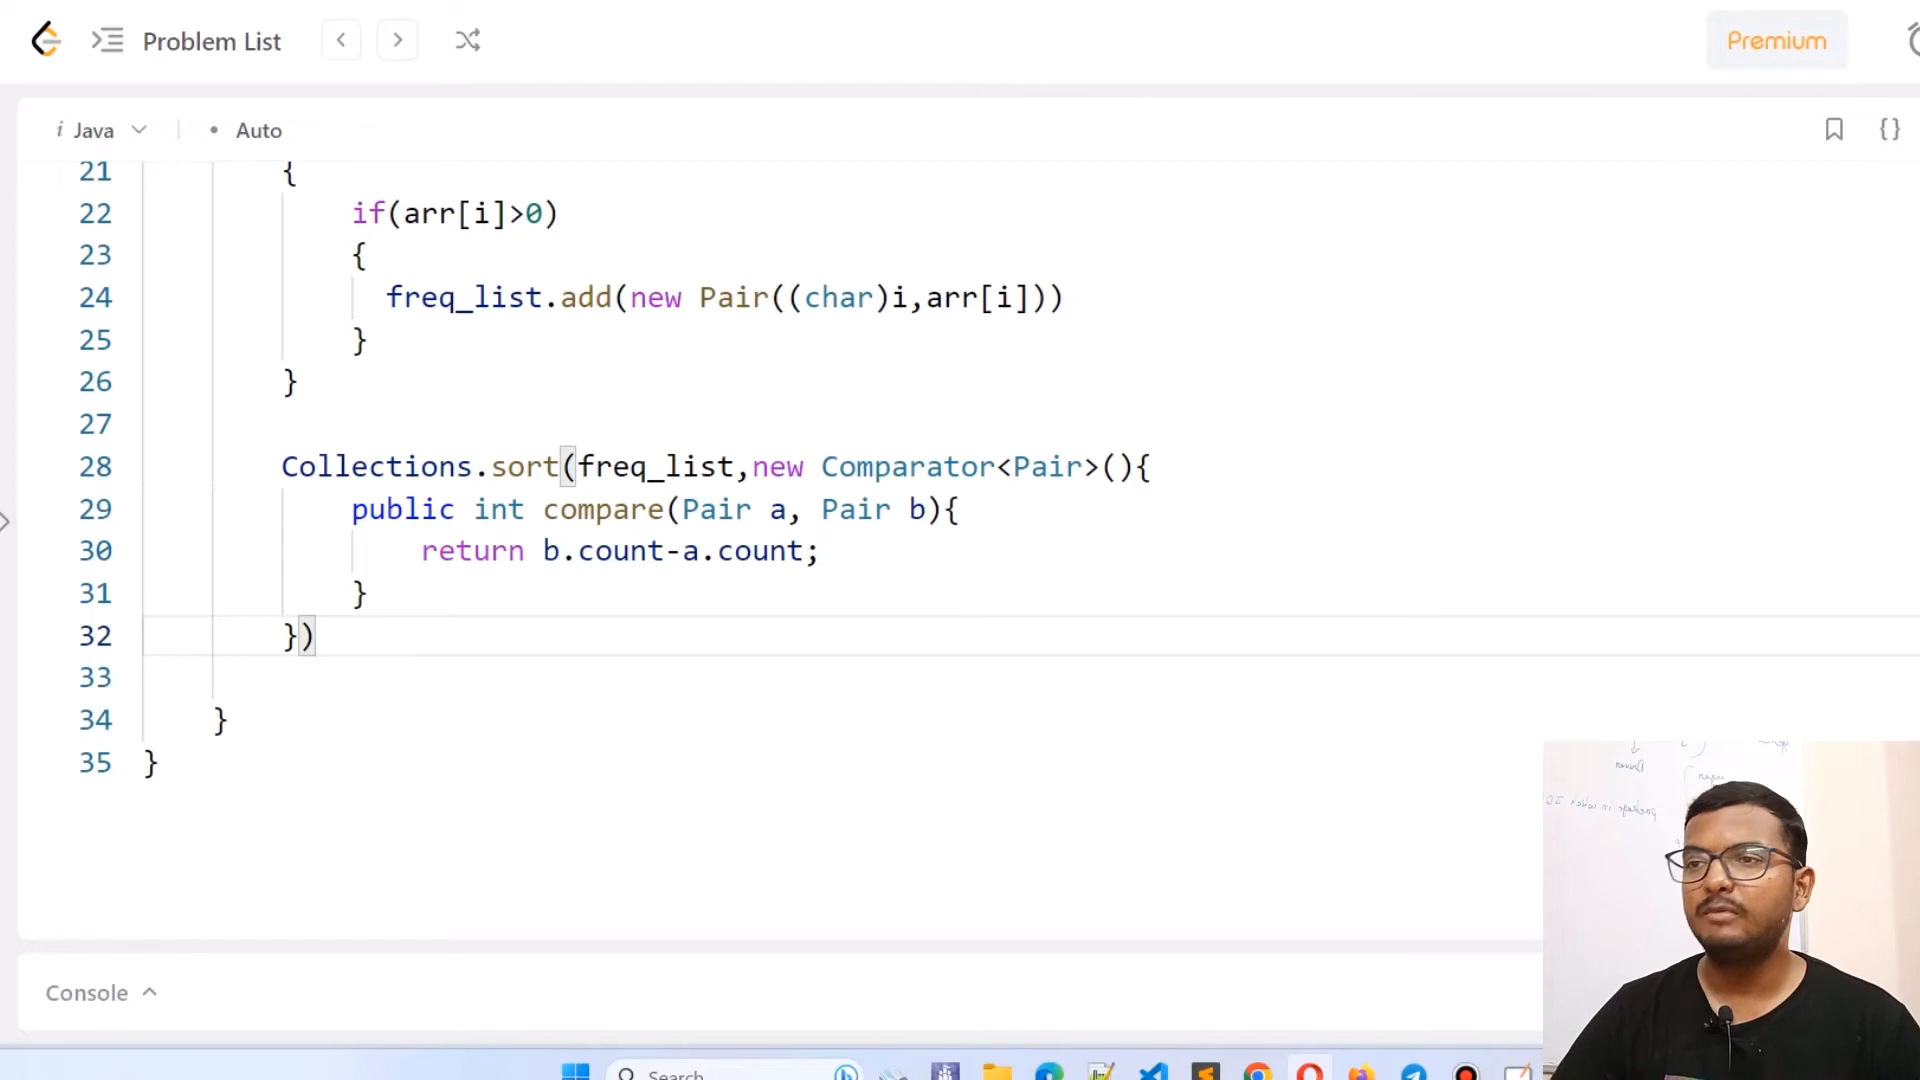 Problem List
Premium
i Java
• Auto
21 {
22 if(arr[i]>0)
23 {
24 freq_list.add(new Pair((char)i,arr[i]))
25 }
26 }
27
28 Collections.sort(freq_list,new Comparator<Pair>(){
29 public int compare(Pair a, Pair b){
30 return b.count-a.count;
31 }
32 })
33
34 }
35 }
Console
Search